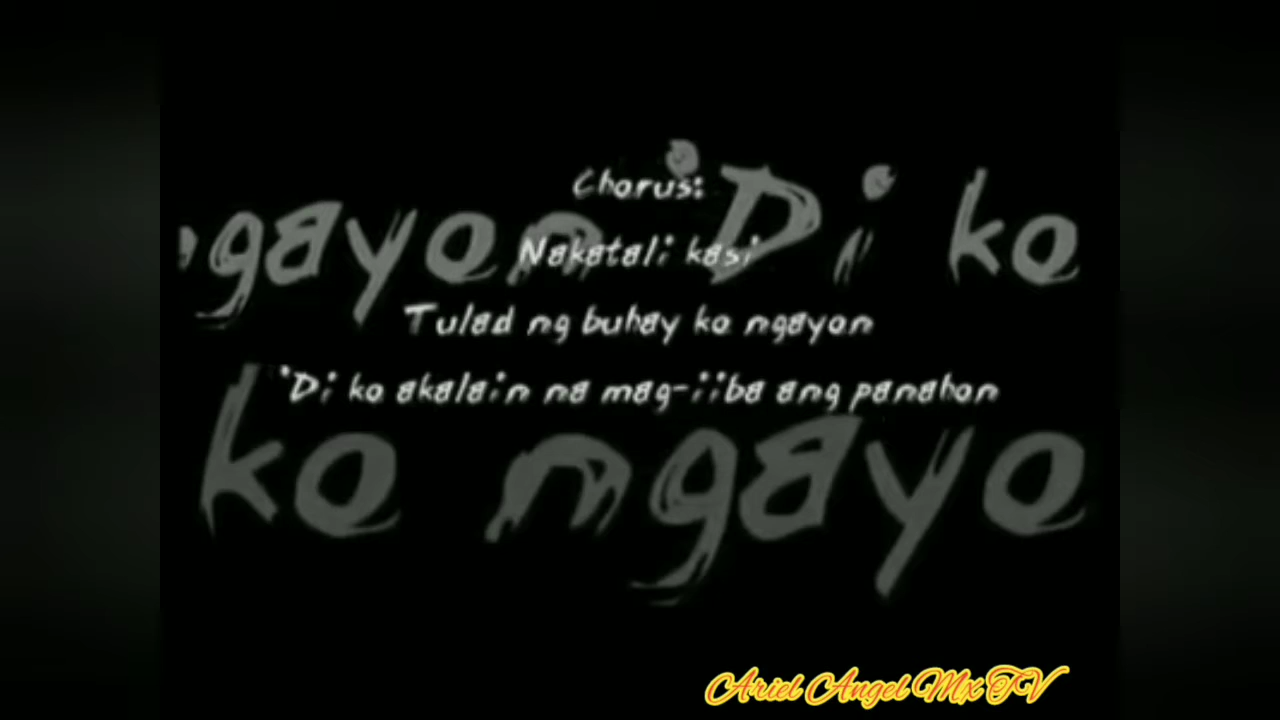 Chorus:
ngayon 'Di ko
Nakatali kasi
Tulad ng buhay ko ngayon
'Di ko akalain na mag-iiba ang panahon
ko ngayo
Ariel Angel Mx TV